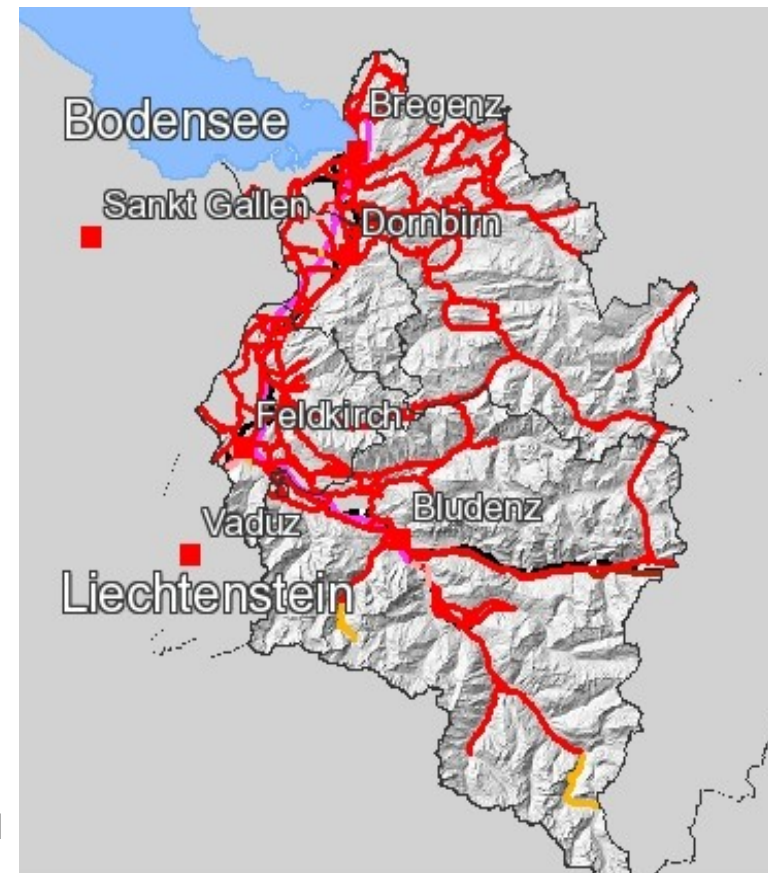 Bregenz
Bodensee
Sankt Gallen
Dornbirn
Feldkirch
Bludenz
Vaduz
Liechtenstein